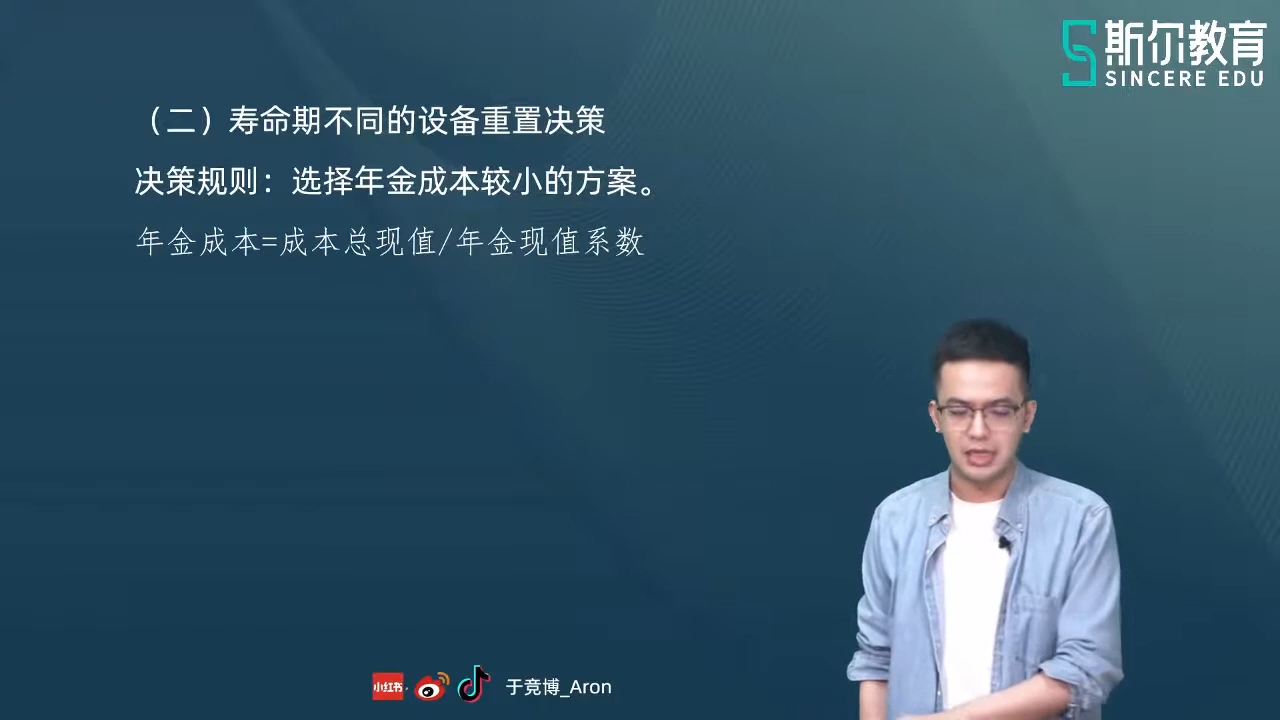 斯尔教育
SINCERE EDU
（二）寿命期不同的设备重置决策
决策规则：选择年金成本较小的方案。
年金成本=成本总现值/年金现值系数
小红书
于竞博_Aron